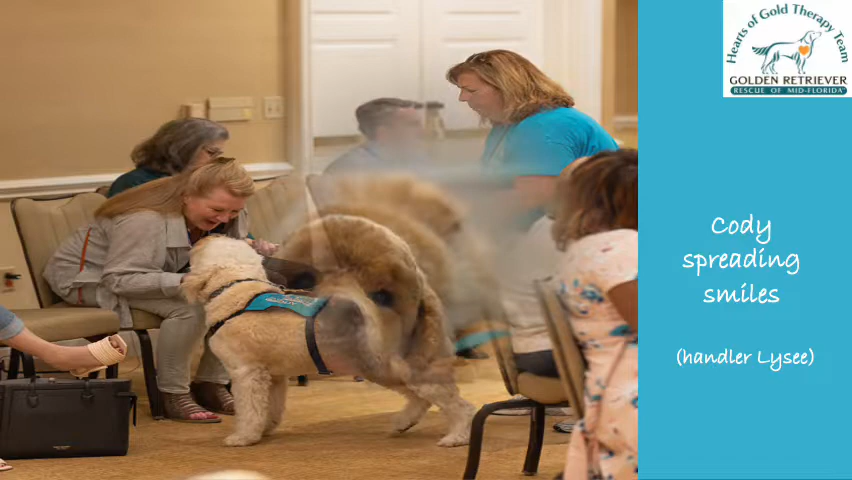 Hearts of Gold Therapy Team
GOLDEN RETRIEVER
RESCUE OF MID-FLORIDA
Cody
spreading
smiles
(handler Lysee)